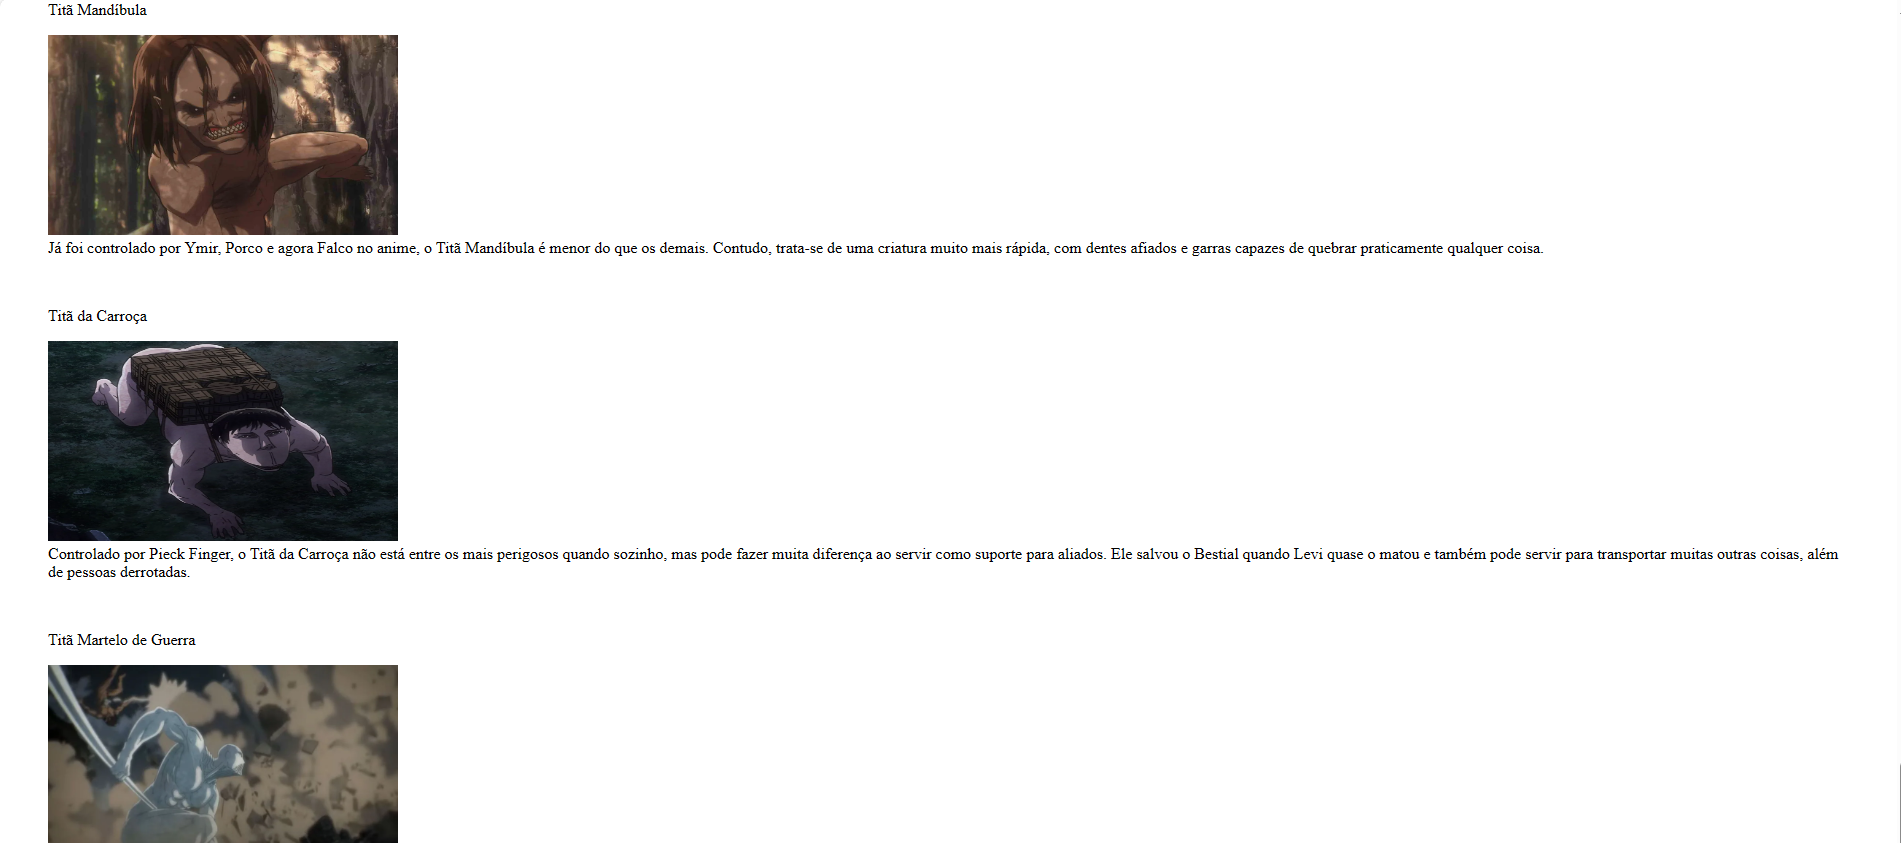 Titã Mandíbula
Já foi controlado por Ymir, Porco e agora Falco no anime, o Titã Mandíbula é menor do que os demais. Contudo, trata-se de uma criatura muito mais rápida, com dentes afiados e garras capazes de quebrar praticamente qualquer coisa.
Titã da Carroça
Controlado por Pieck Finger, o Titã da Carroça não está entre os mais perigosos quando sozinho, mas pode fazer muita diferença ao servir como suporte para aliados. Ele salvou o Bestial quando Levi quase o matou e também pode servir para transportar muitas outras coisas, além
de pessoas derrotadas.
Titã Martelo de Guerra